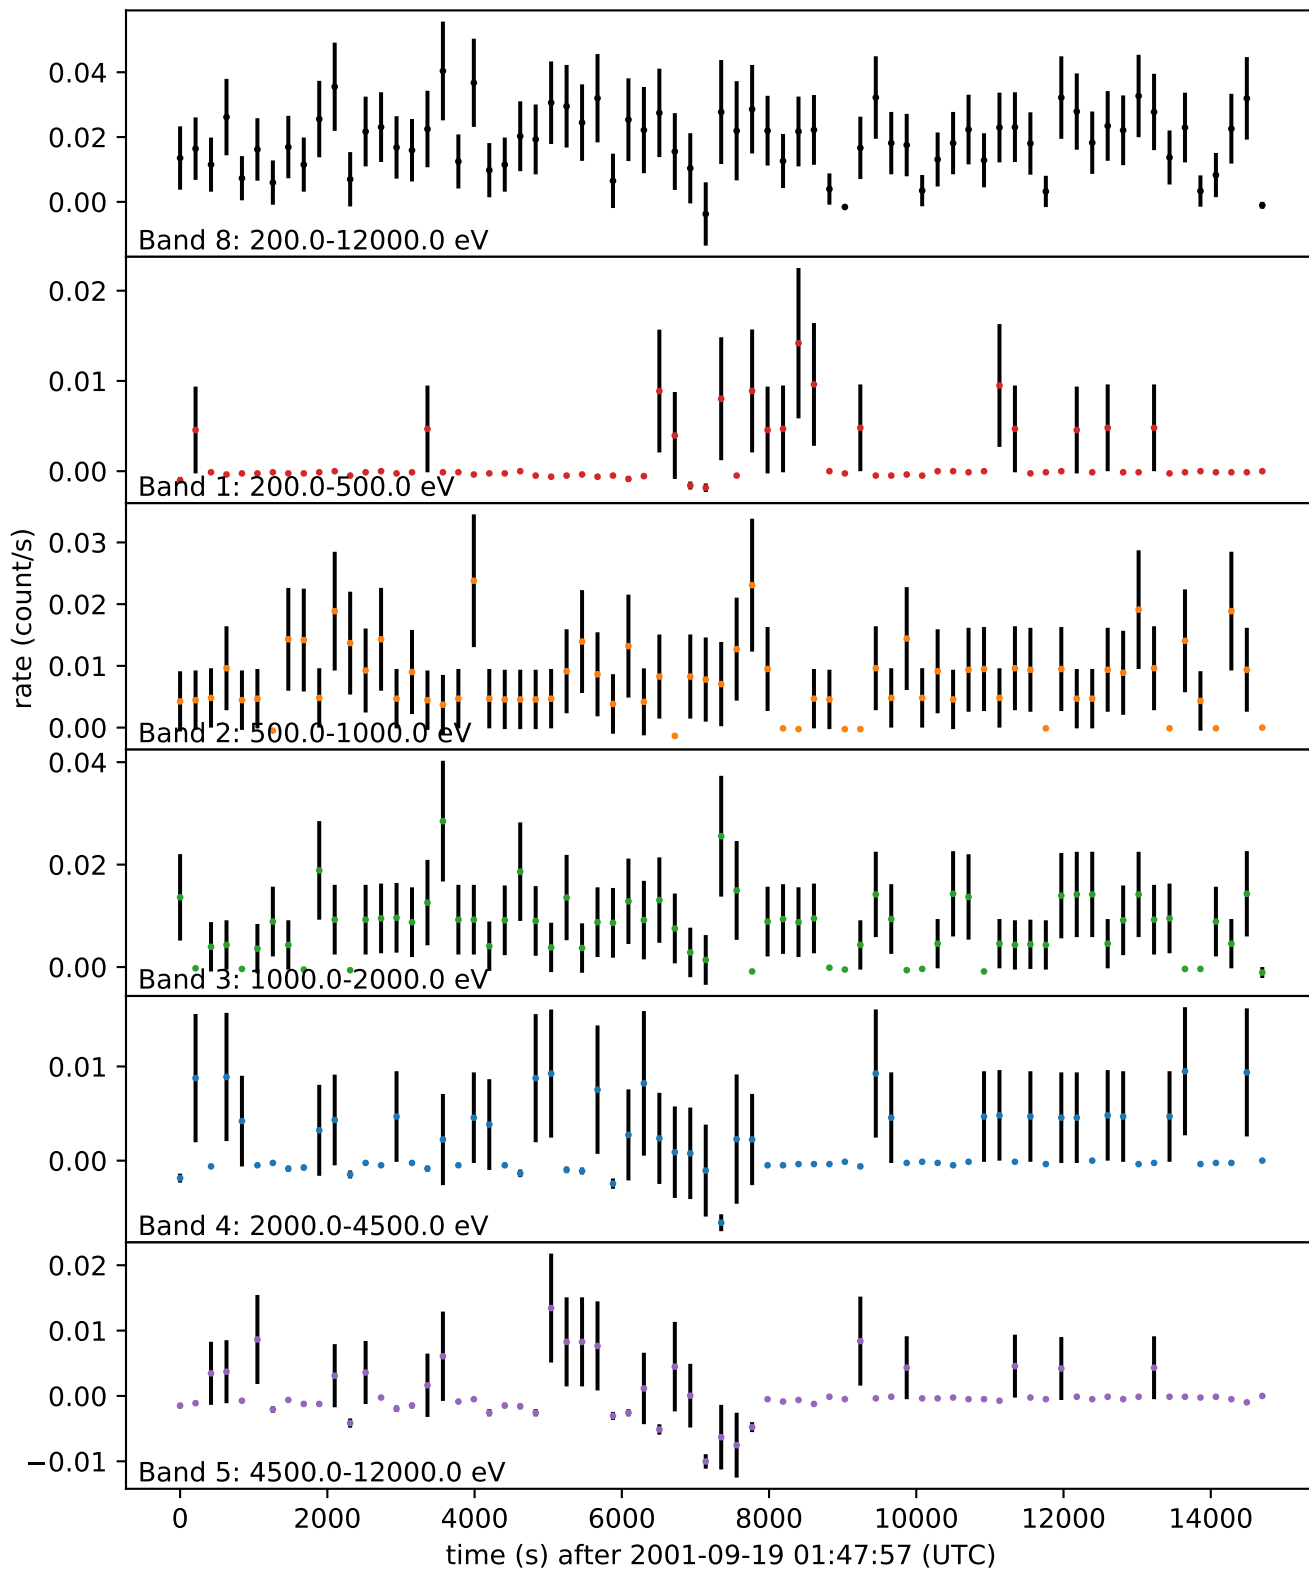 0.04
0.02
0.00
Band 8: 200.0-12000.0 eV
0.02
0.01
0.00
Band 1: 200.0-500.0 eV
rate (count/s)
0.03
0.02
0.01
0.00
Band 2: 500.0-1000.0 eV
0.04
0.02
0.00
Band 3: 1000.0-2000.0 eV
0.01
0.00
Band 4: 2000.0-4500.0 eV
0.02
0.01
0.00
−0.01
Band 5: 4500.0-12000.0 eV
0 2000 4000 6000 8000 10000 12000 14000
time (s) after 2001-09-19 01:47:57 (UTC)